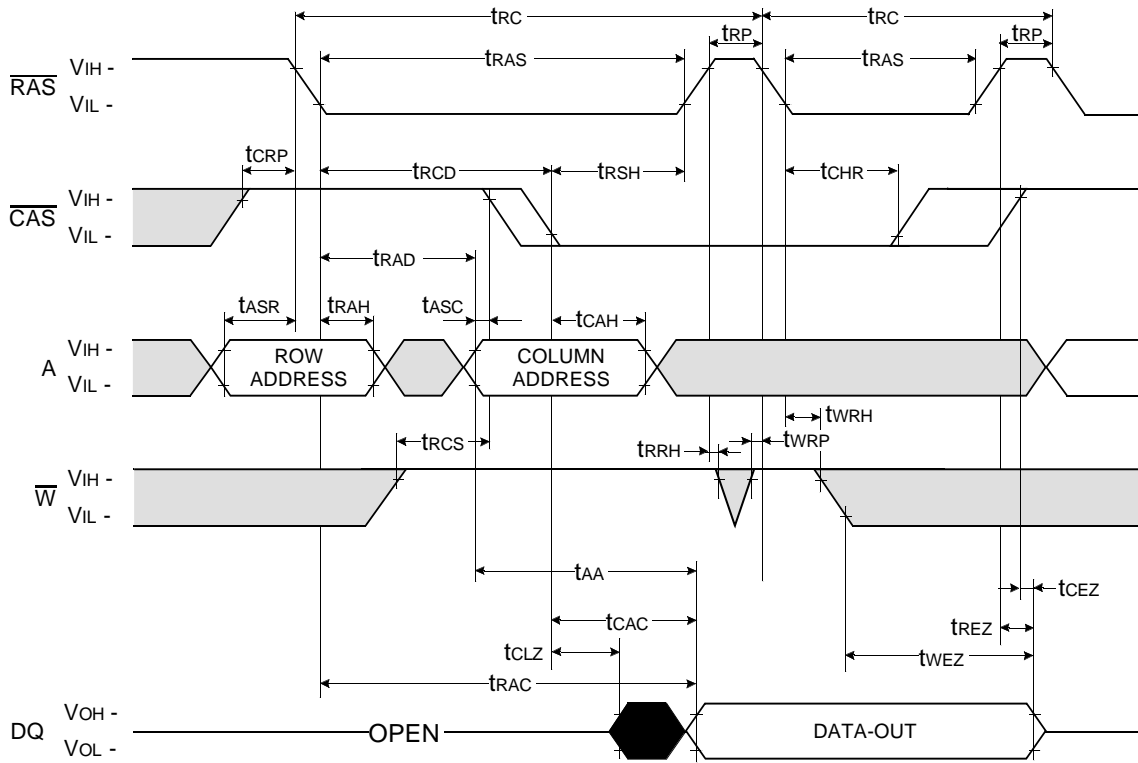 tRC tRC
tRP tRP
RAS VIH - tRAS tRAS
VIL -
tCRP tRCD tRSH tCHR
CAS VIH -
VIL -
tRAD
tASR tRAH tASC tCAH
A VIH - ROW ADDRESS COLUMN ADDRESS
VIL -
tWRH
tRCS tRRH tWRP
W VIH -
VIL -
tAA tCEZ
tCAC tREZ
tCLZ tWEZ
tRAC
DQ VOH - OPEN DATA-OUT
VOL -